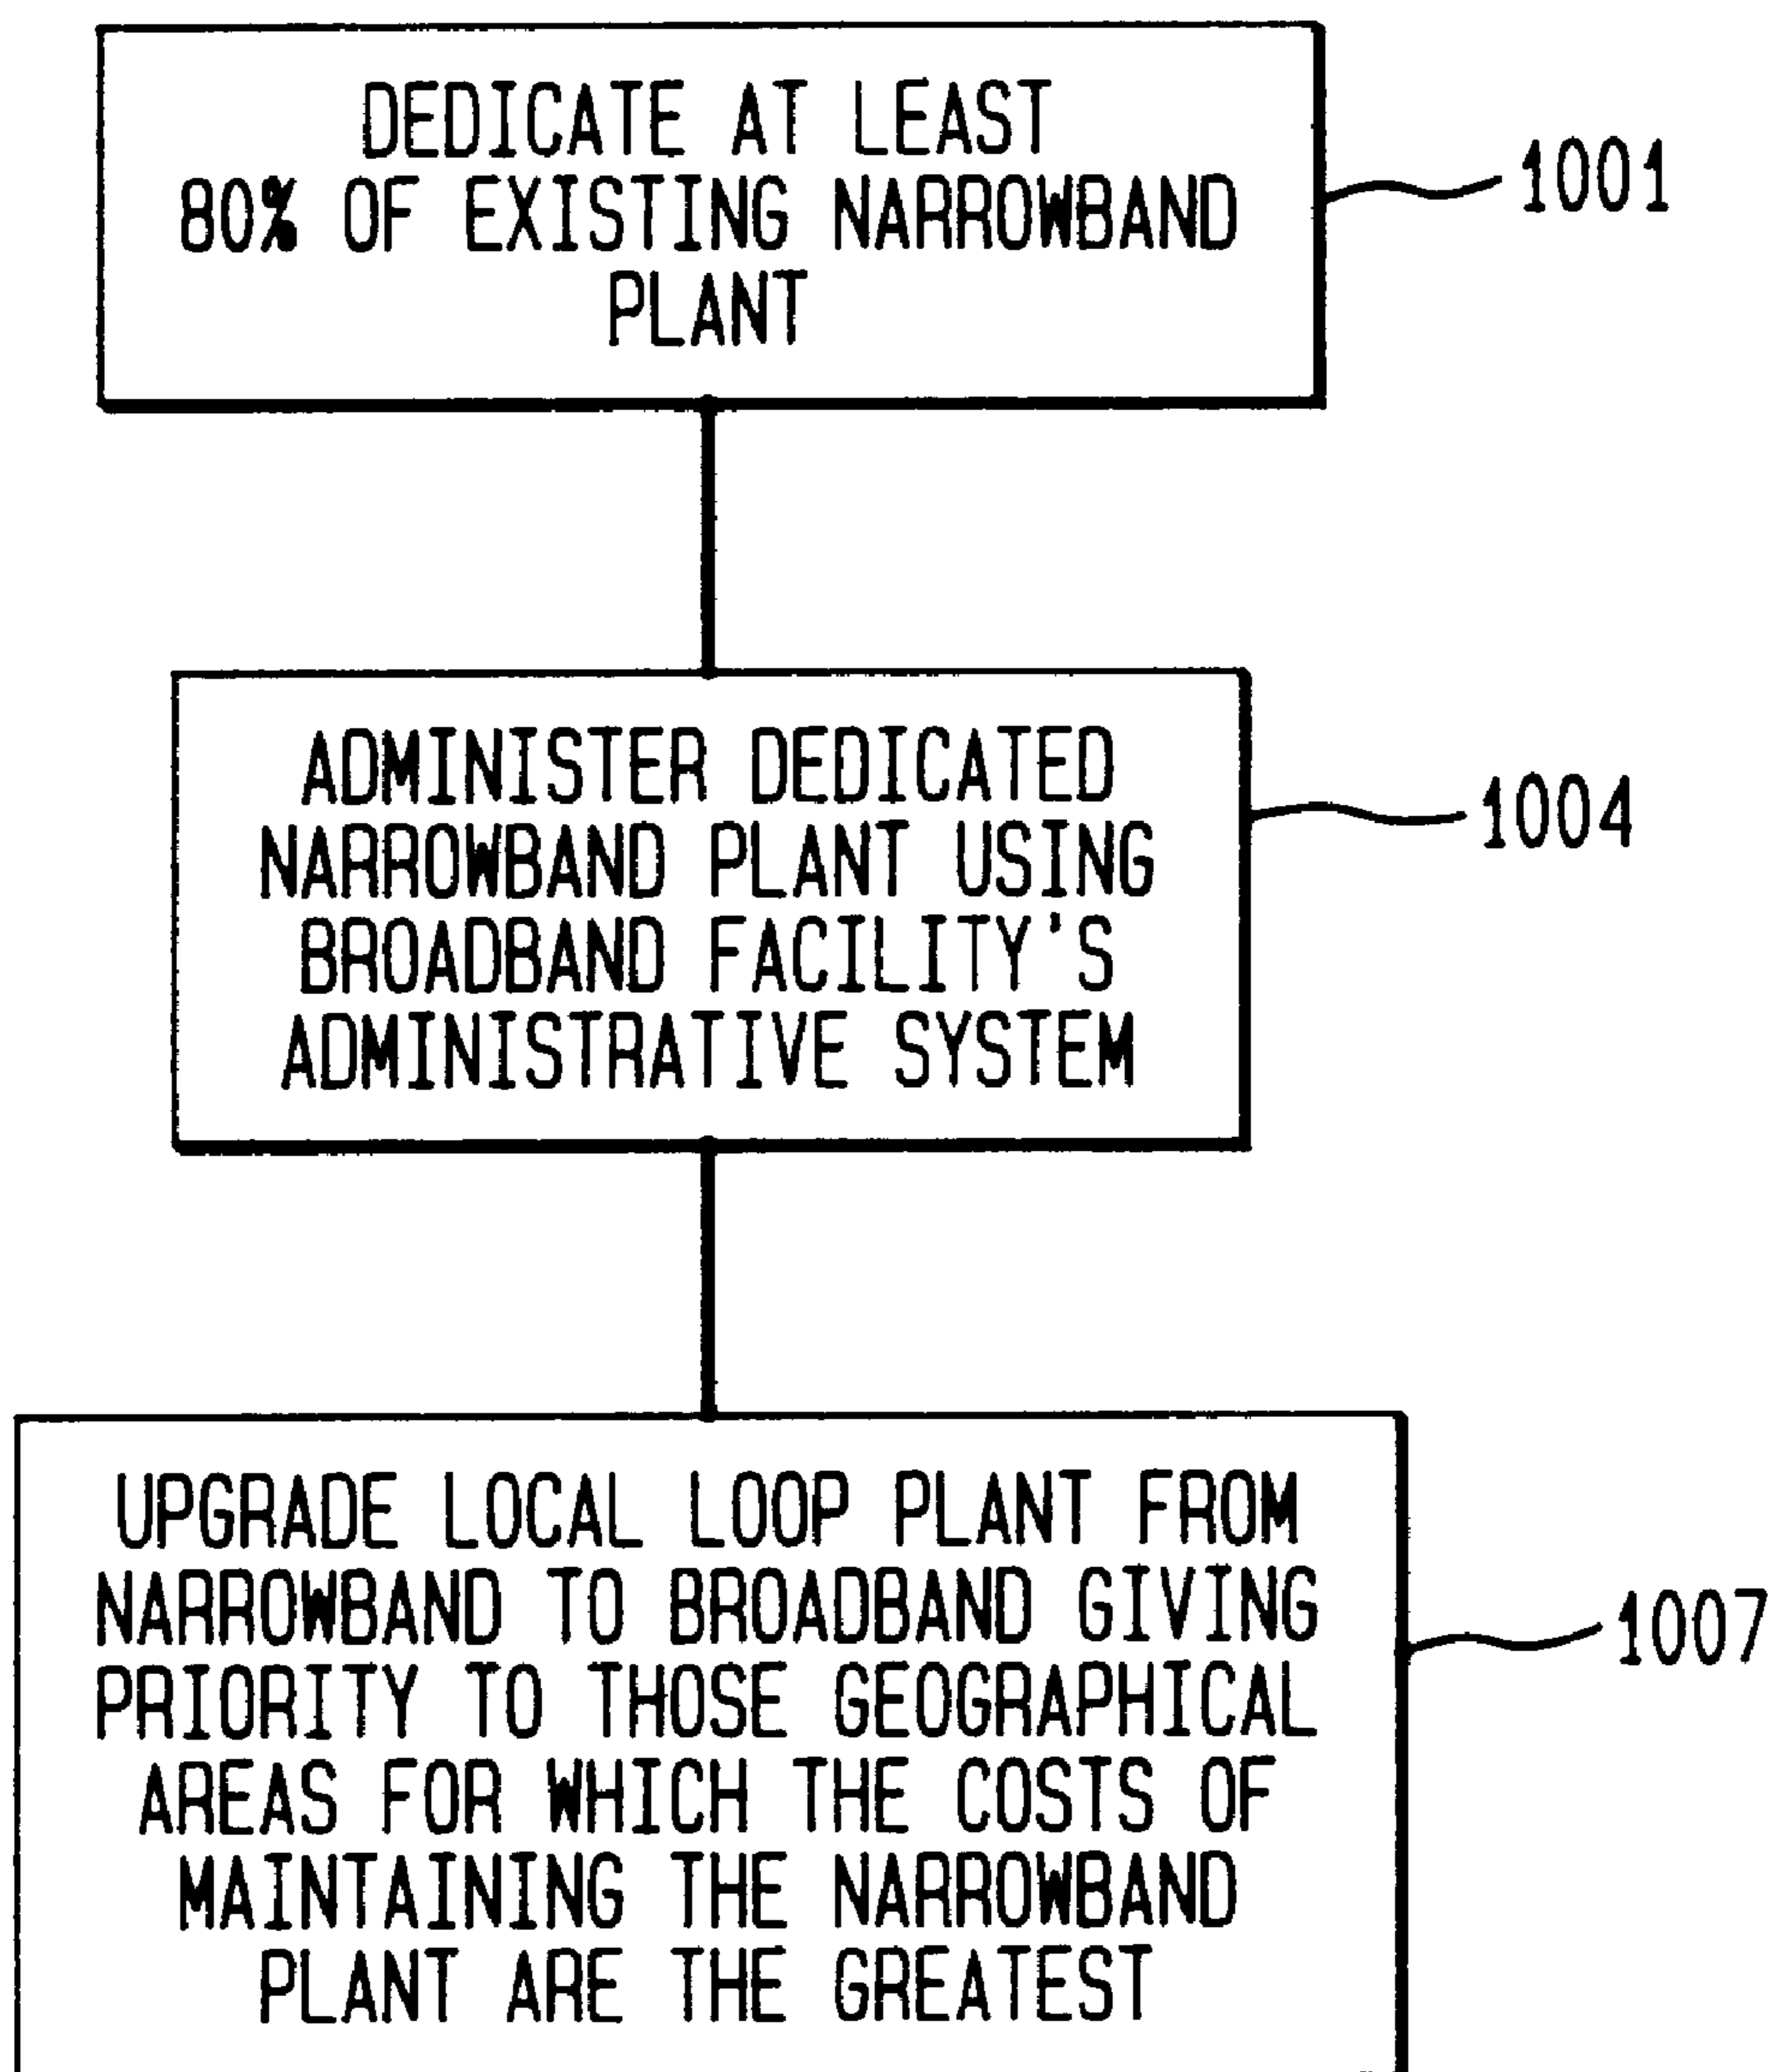 DEDICATE AT LEAST
80% OF EXISTING NARROWBAND
PLANT
1001
ADMINISTER DEDICATED
NARROWBAND PLANT USING
BROADBAND FACILITY'S
ADMINISTRATIVE SYSTEM
1004
UPGRADE LOCAL LOOP PLANT FROM
NARROWBAND TO BROADBAND GIVING
PRIORITY TO THOSE GEOGRAPHICAL
AREAS FOR WHICH THE COSTS OF
MAINTAINING THE NARROWBAND
PLANT ARE THE GREATEST
1007